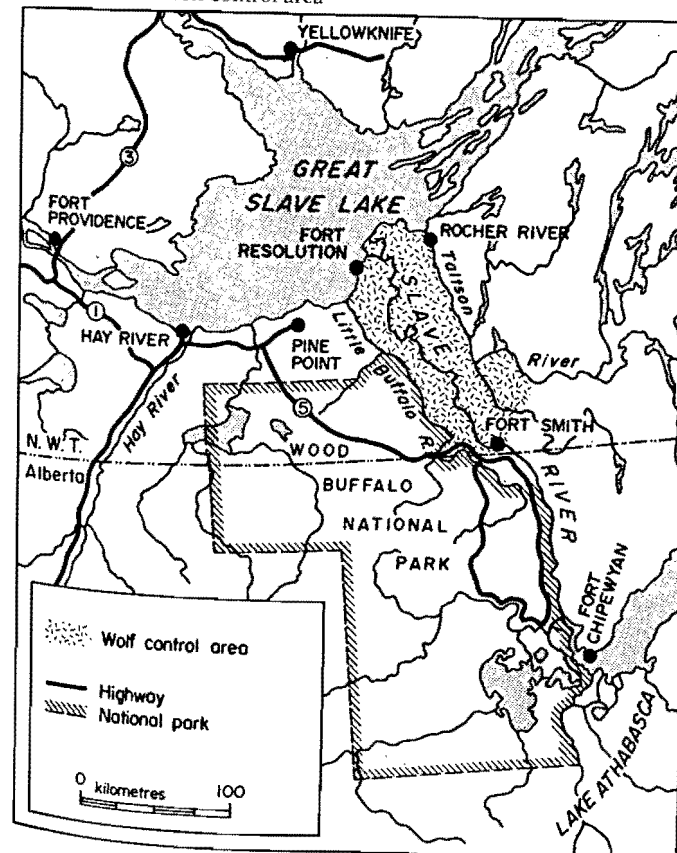 control area
YELLOWKNIFE
3
GREAT
SLAVE LAKE
FORT
PROVIDENCE
FORT
RESOLUTION
ROCHER RIVER
Taltson
River
1
HAY RIVER
Hay River
PINE
POINT
Little
Buffalo
R.
SLAVE
RIVER
5
FORT SMITH
N.W.T.
Alberta
WOOD
BUFFALO
NATIONAL
PARK
FORT
CHIPEWYAN
LAKE ATHABASCA
Wolf control area
Highway
National park
0 kilometres 100